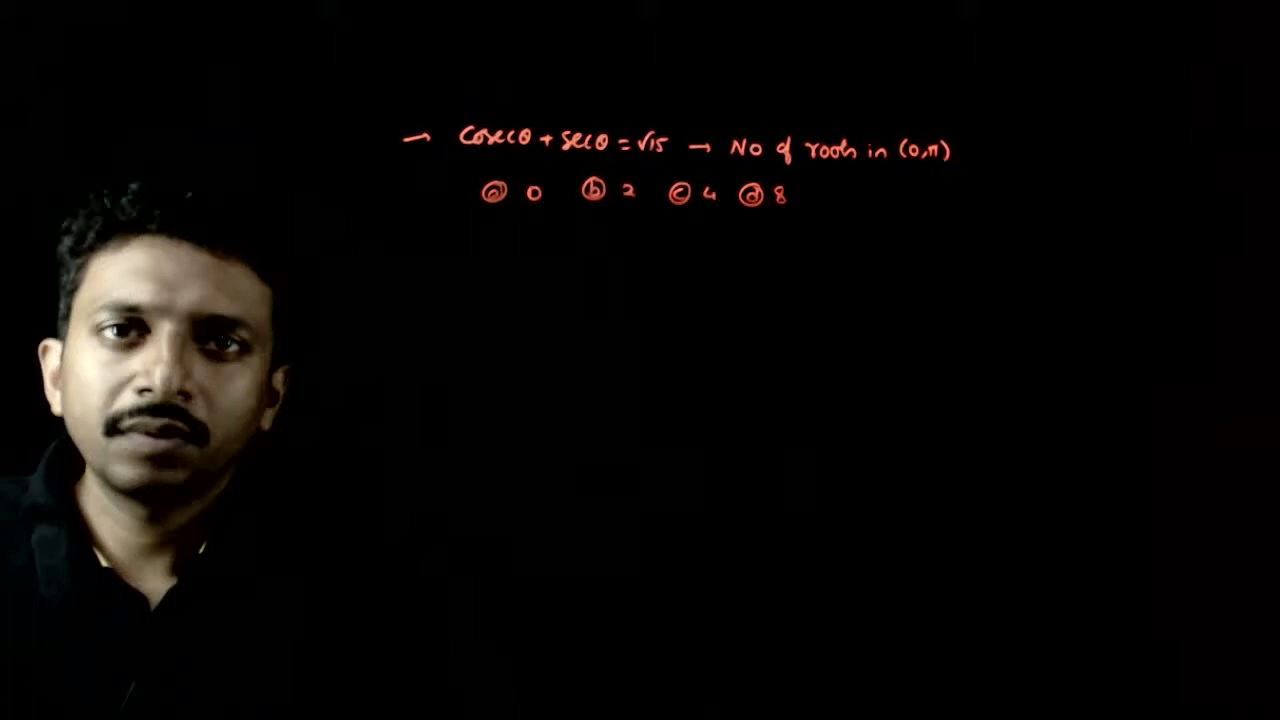 → cosecθ + secθ = √15 → No of roots in (0,π)
ⓐ 0 ⓑ 2 ⓒ 4 ⓓ 8